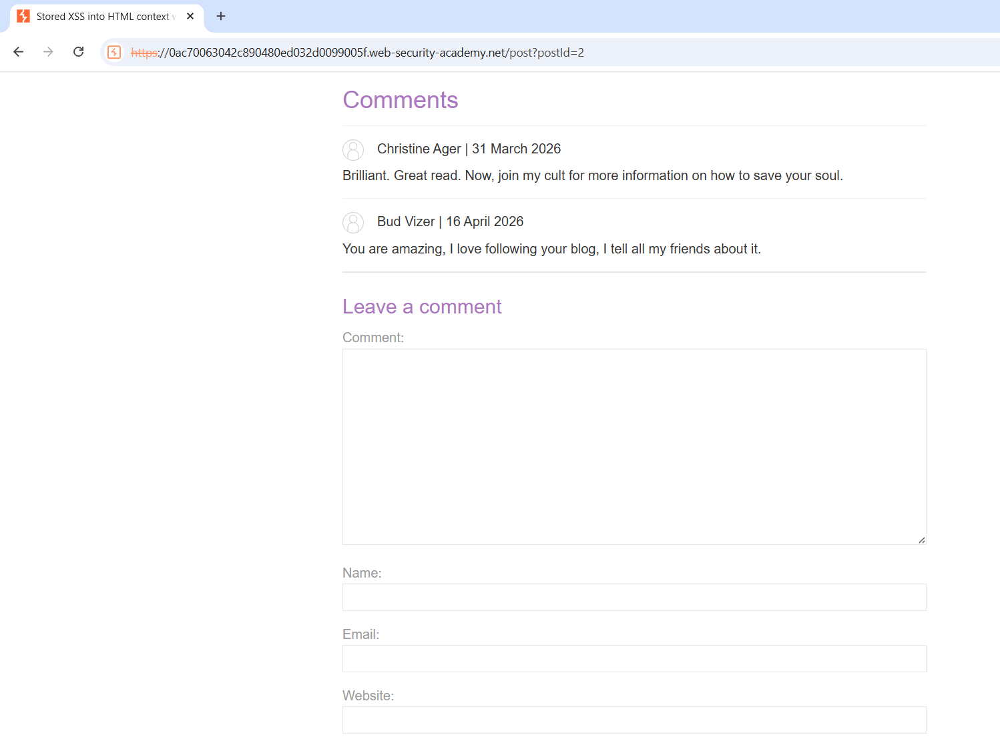 Stored XSS into HTML context w
https://0ac70063042c890480ed032d0099005f.web-security-academy.net/post?postId=2
Comments
Christine Ager | 31 March 2026
Brilliant. Great read. Now, join my cult for more information on how to save your soul.
Bud Vizer | 16 April 2026
You are amazing, I love following your blog, I tell all my friends about it.
Leave a comment
Comment:
Name:
Email:
Website: